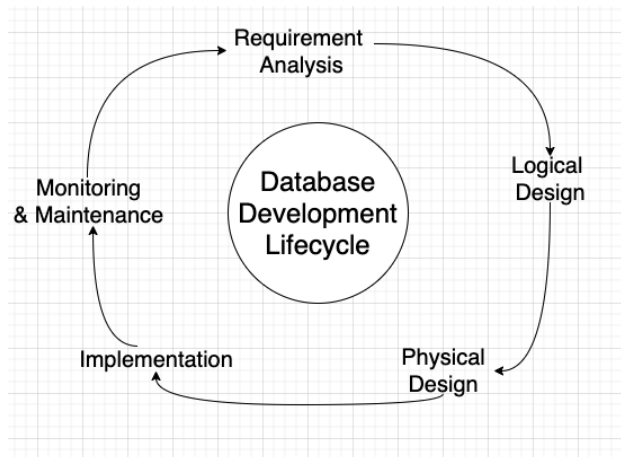 Requirement
Analysis
Logical
Design
Database
Development
Lifecycle
Monitoring
& Maintenance
Implementation
Physical
Design